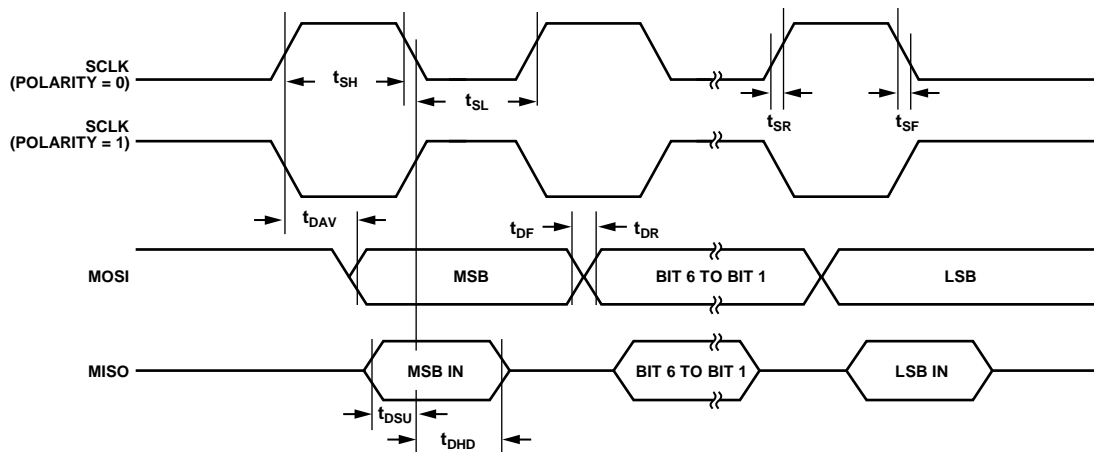 SCLK
(POLARITY = 0)
tSH
tSL
tSR
tSF
SCLK
(POLARITY = 1)
tDAV
tDF
tDR
MOSI
MSB
BIT 6 TO BIT 1
LSB
MISO
MSB IN
BIT 6 TO BIT 1
LSB IN
tDSU
tDHD